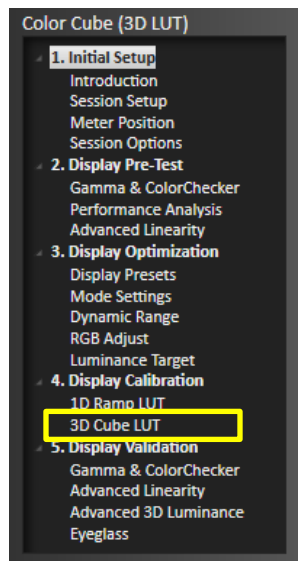 Color Cube (3D LUT)
1. Initial Setup
Introduction
Session Setup
Meter Position
Session Options
2. Display Pre-Test
Gamma & ColorChecker
Performance Analysis
Advanced Linearity
3. Display Optimization
Display Presets
Mode Settings
Dynamic Range
RGB Adjust
Luminance Target
4. Display Calibration
1D Ramp LUT
3D Cube LUT
5. Display Validation
Gamma & ColorChecker
Advanced Linearity
Advanced 3D Luminance
Eyeglass